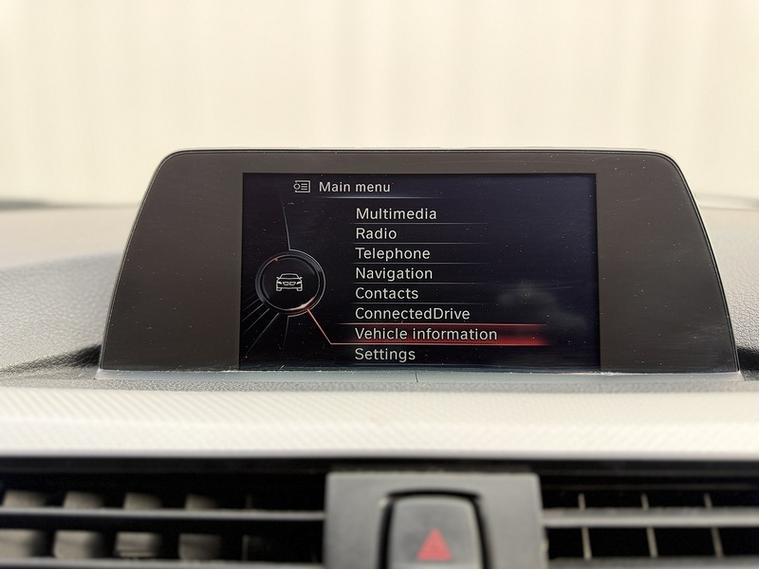 Main menu
Multimedia
Radio
Telephone
Navigation
Contacts
ConnectedDrive
Vehicle information
Settings